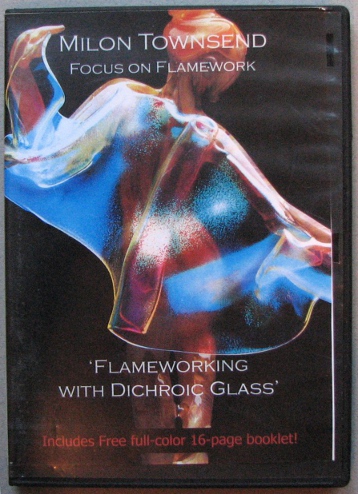 MILON TOWNSEND
FOCUS ON FLAMEWORK
'FLAMEWORKING
WITH DICHROIC GLASS'
Includes Free full-color 16-page booklet!